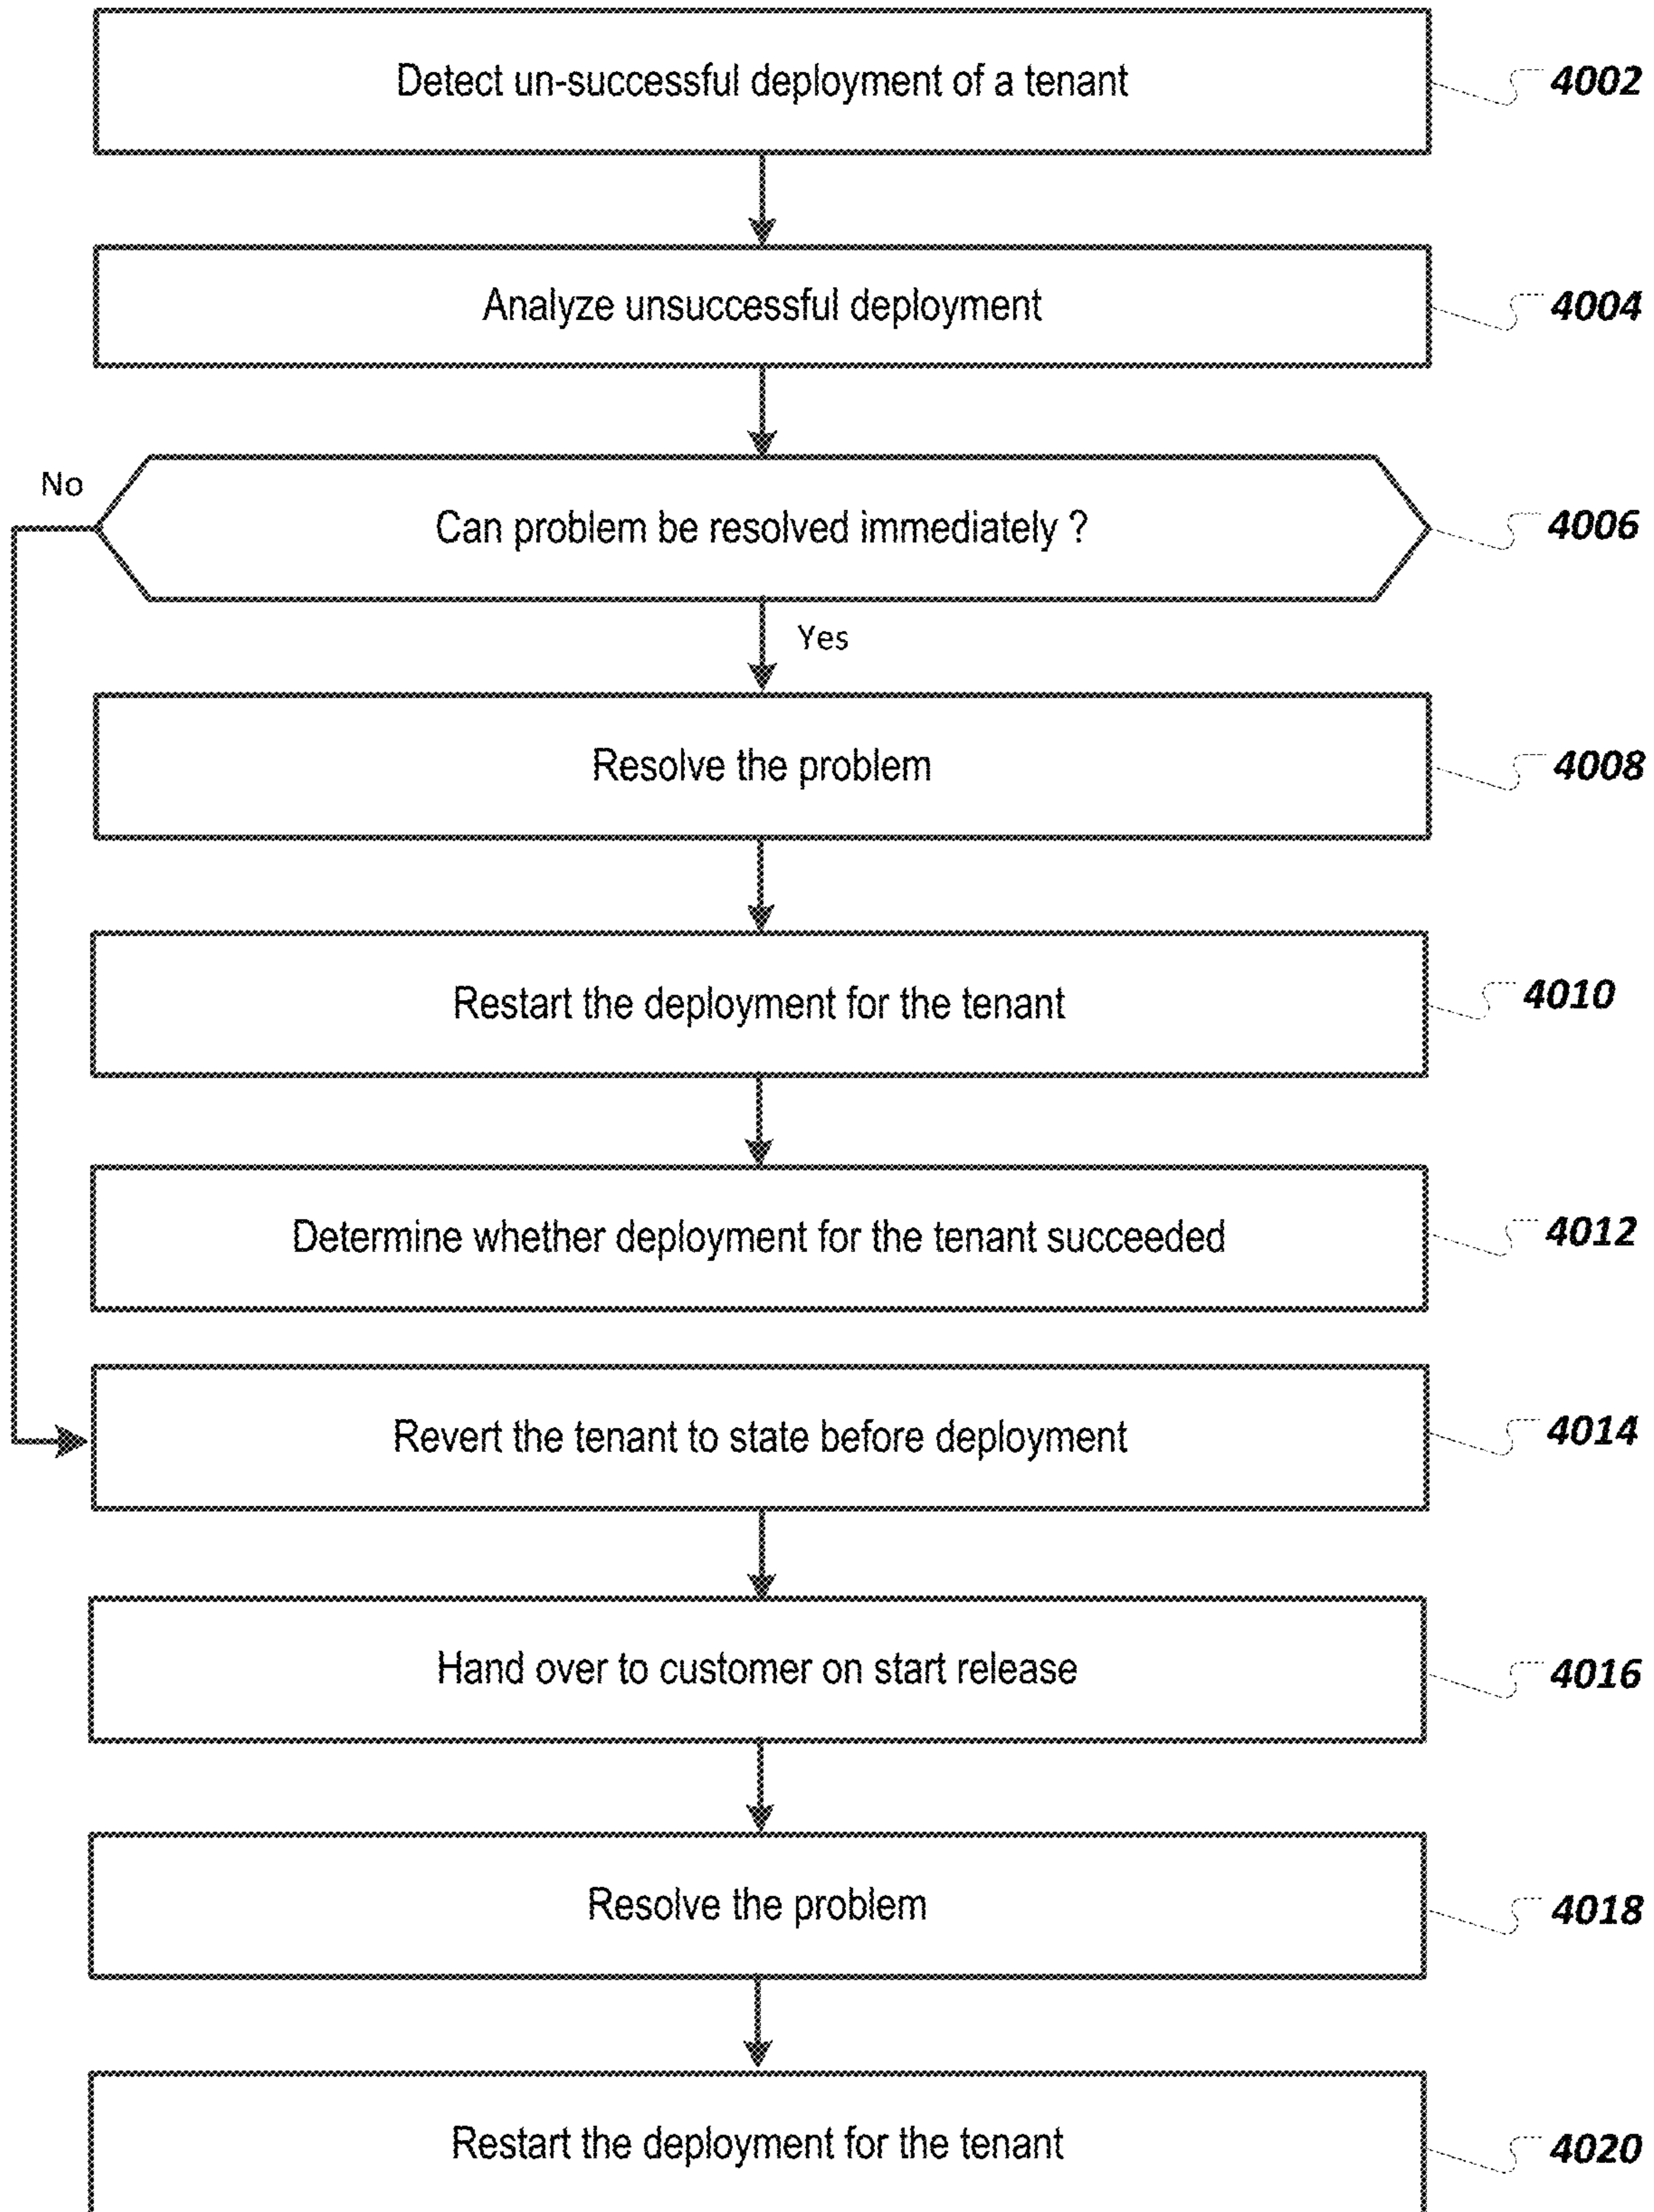 Detect un-successful deployment of a tenant 4002
Analyze unsuccessful deployment 4004
No
Can problem be resolved immediately ? 4006
Yes
Resolve the problem 4008
Restart the deployment for the tenant 4010
Determine whether deployment for the tenant succeeded 4012
Revert the tenant to state before deployment 4014
Hand over to customer on start release 4016
Resolve the problem 4018
Restart the deployment for the tenant 4020